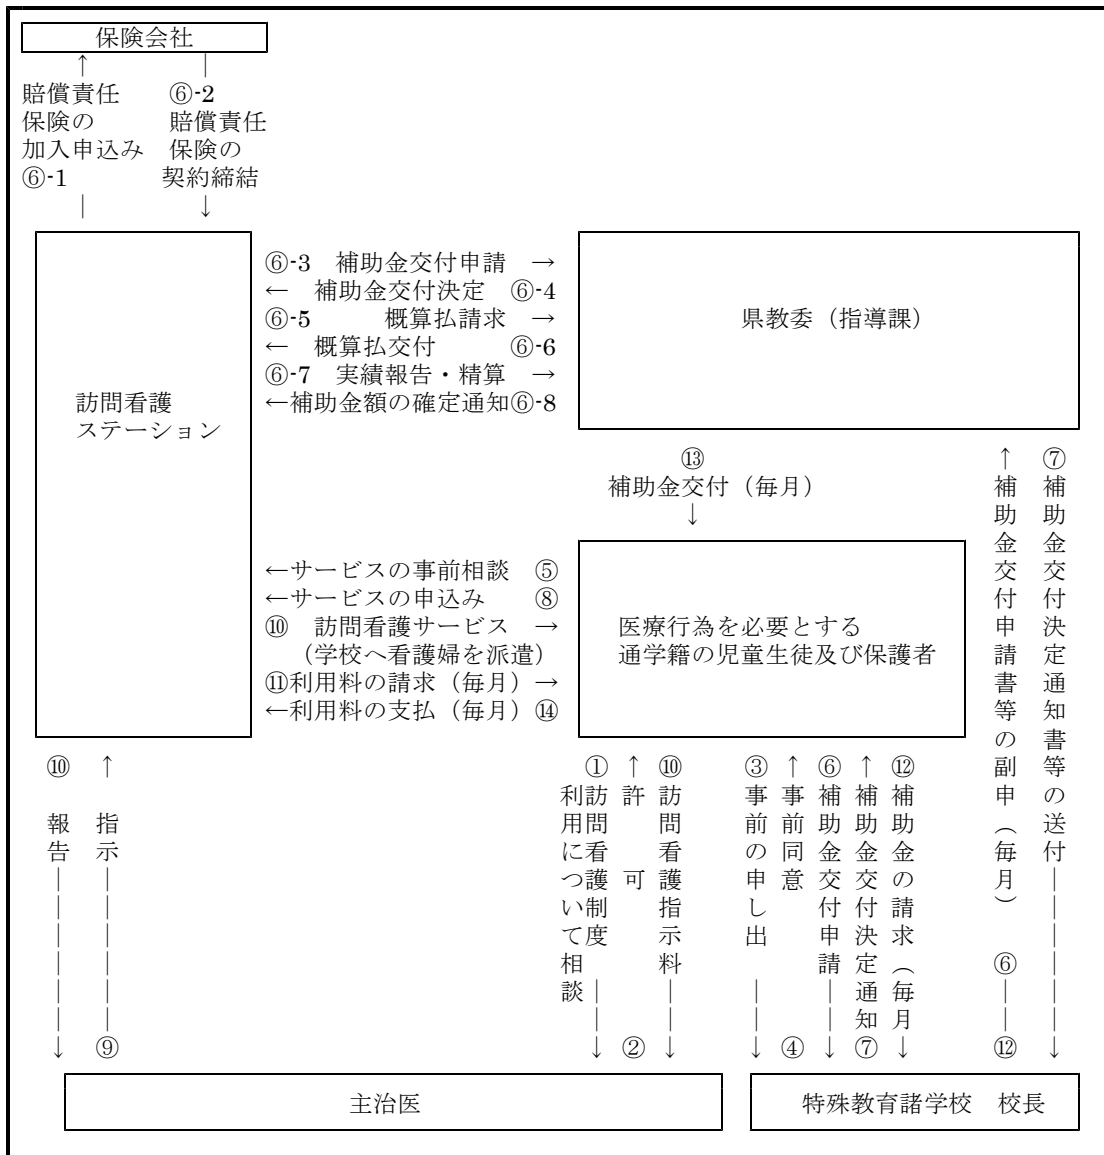 保険会社
↑ ｜
賠償責任 ⑥-2
保険の 賠償責任
加入申込み 保険の
⑥-1 契約締結
｜ ↓
⑥-3 補助金交付申請 →
← 補助金交付決定 ⑥-4
⑥-5 概算払請求 →
← 概算払交付 ⑥-6
⑥-7 実績報告・精算 →
←補助金額の確定通知⑥-8
県教委（指導課）
訪問看護
ステーション
⑬
補助金交付（毎月）
↓
←サービスの事前相談 ⑤
←サービスの申込み ⑧
⑩ 訪問看護サービス →
（学校へ看護婦を派遣）
⑪利用料の請求（毎月）→
←利用料の支払（毎月）⑭
医療行為を必要とする
通学籍の児童生徒及び保護者
⑩ 報告 ↓
↑ 指示 ⑨
①訪問看護制度
利用について相談 ↓
↑ 許可 ②
⑩訪問看護指示料 ↓
③事前の申し出 ↓
↑事前同意 ④
⑥補助金交付申請 ↓
↑補助金交付決定通知 ⑦
⑫補助金の請求（毎月） ↓
↑補助金交付申請書等の副申（毎月） ⑥ ⑫
⑦補助金交付決定通知書等の送付 ↓
主治医
特殊教育諸学校 校長